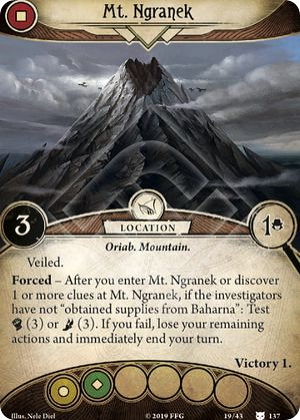 Mt. Ngranek
3
LOCATION
1
Oriab. Mountain.
Veiled.
Forced – After you enter Mt. Ngranek or discover
1 or more clues at Mt. Ngranek, if the investigators
have not “obtained supplies from Baharna”: Test
(3) or (3). If you fail, lose your remaining
actions and immediately end your turn.
Victory 1.
Illus. Nele Diel
© 2019 FFG
19/43
137